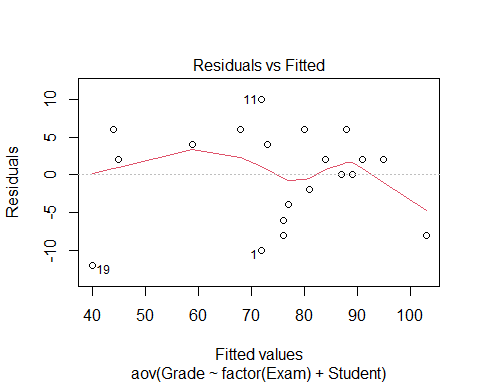 Residuals vs Fitted
Residuals
10
5
0
-5
-10
11
1
19
40 50 60 70 80 90 100
Fitted values
aov(Grade ~ factor(Exam) + Student)